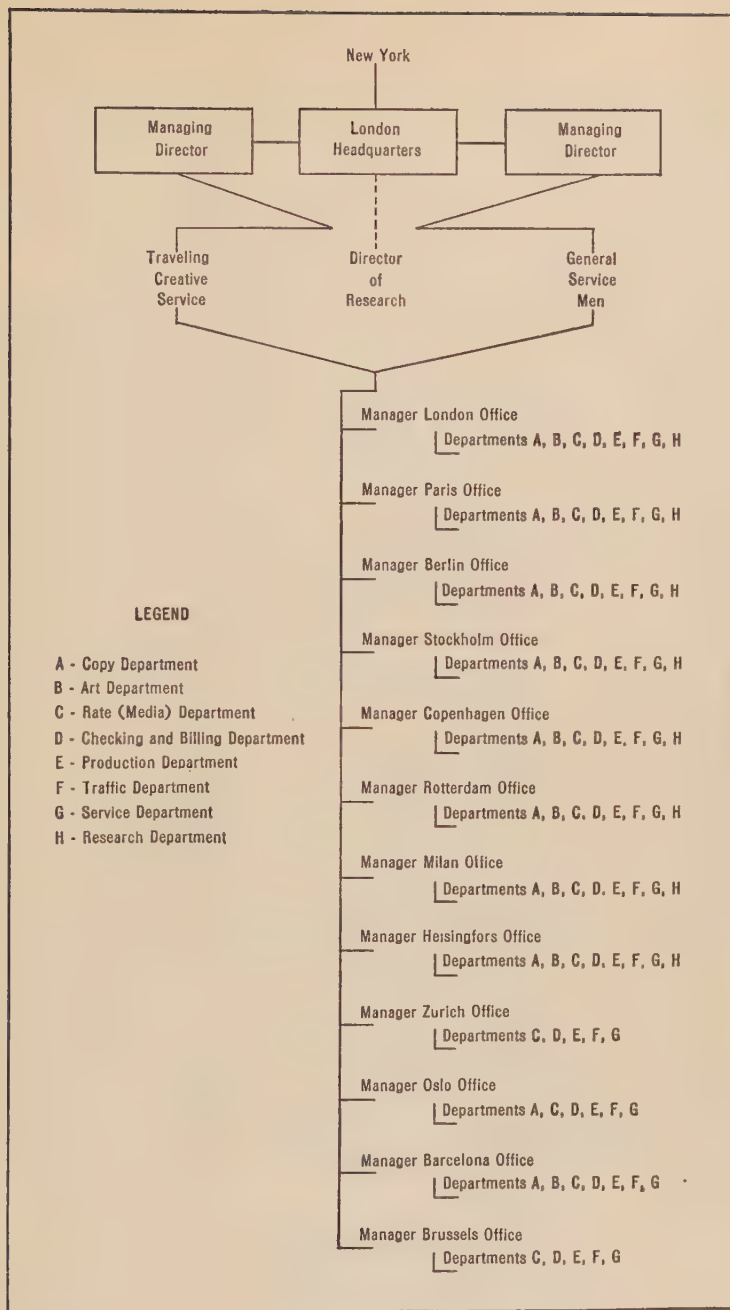 New York
Managing Director
London Headquarters
Managing Director
Traveling Creative Service
Director of Research
General Service Men
Manager London Office
Departments A, B, C, D, E, F, G, H
Manager Paris Office
Departments A, B, C, D, E, F, G, H
Manager Berlin Office
Departments A, B, C, D, E, F, G, H
Manager Stockholm Office
Departments A, B, C, D, E, F, G, H
Manager Copenhagen Office
Departments A, B, C, D, E, F, G, H
Manager Rotterdam Office
Departments A, B, C, D, E, F, G, H
Manager Milan Office
Departments A, B, C, D, E, F, G, H
Manager Helsingfors Office
Departments A, B, C, D, E, F, G, H
Manager Zurich Office
Departments C, D, E, F, G
Manager Oslo Office
Departments A, C, D, E, F, G
Manager Barcelona Office
Departments A, B, C, D, E, F, G
Manager Brussels Office
Departments C, D, E, F, G
LEGEND
A - Copy Department
B - Art Department
C - Rate (Media) Department
D - Checking and Billing Department
E - Production Department
F - Traffic Department
G - Service Department
H - Research Department